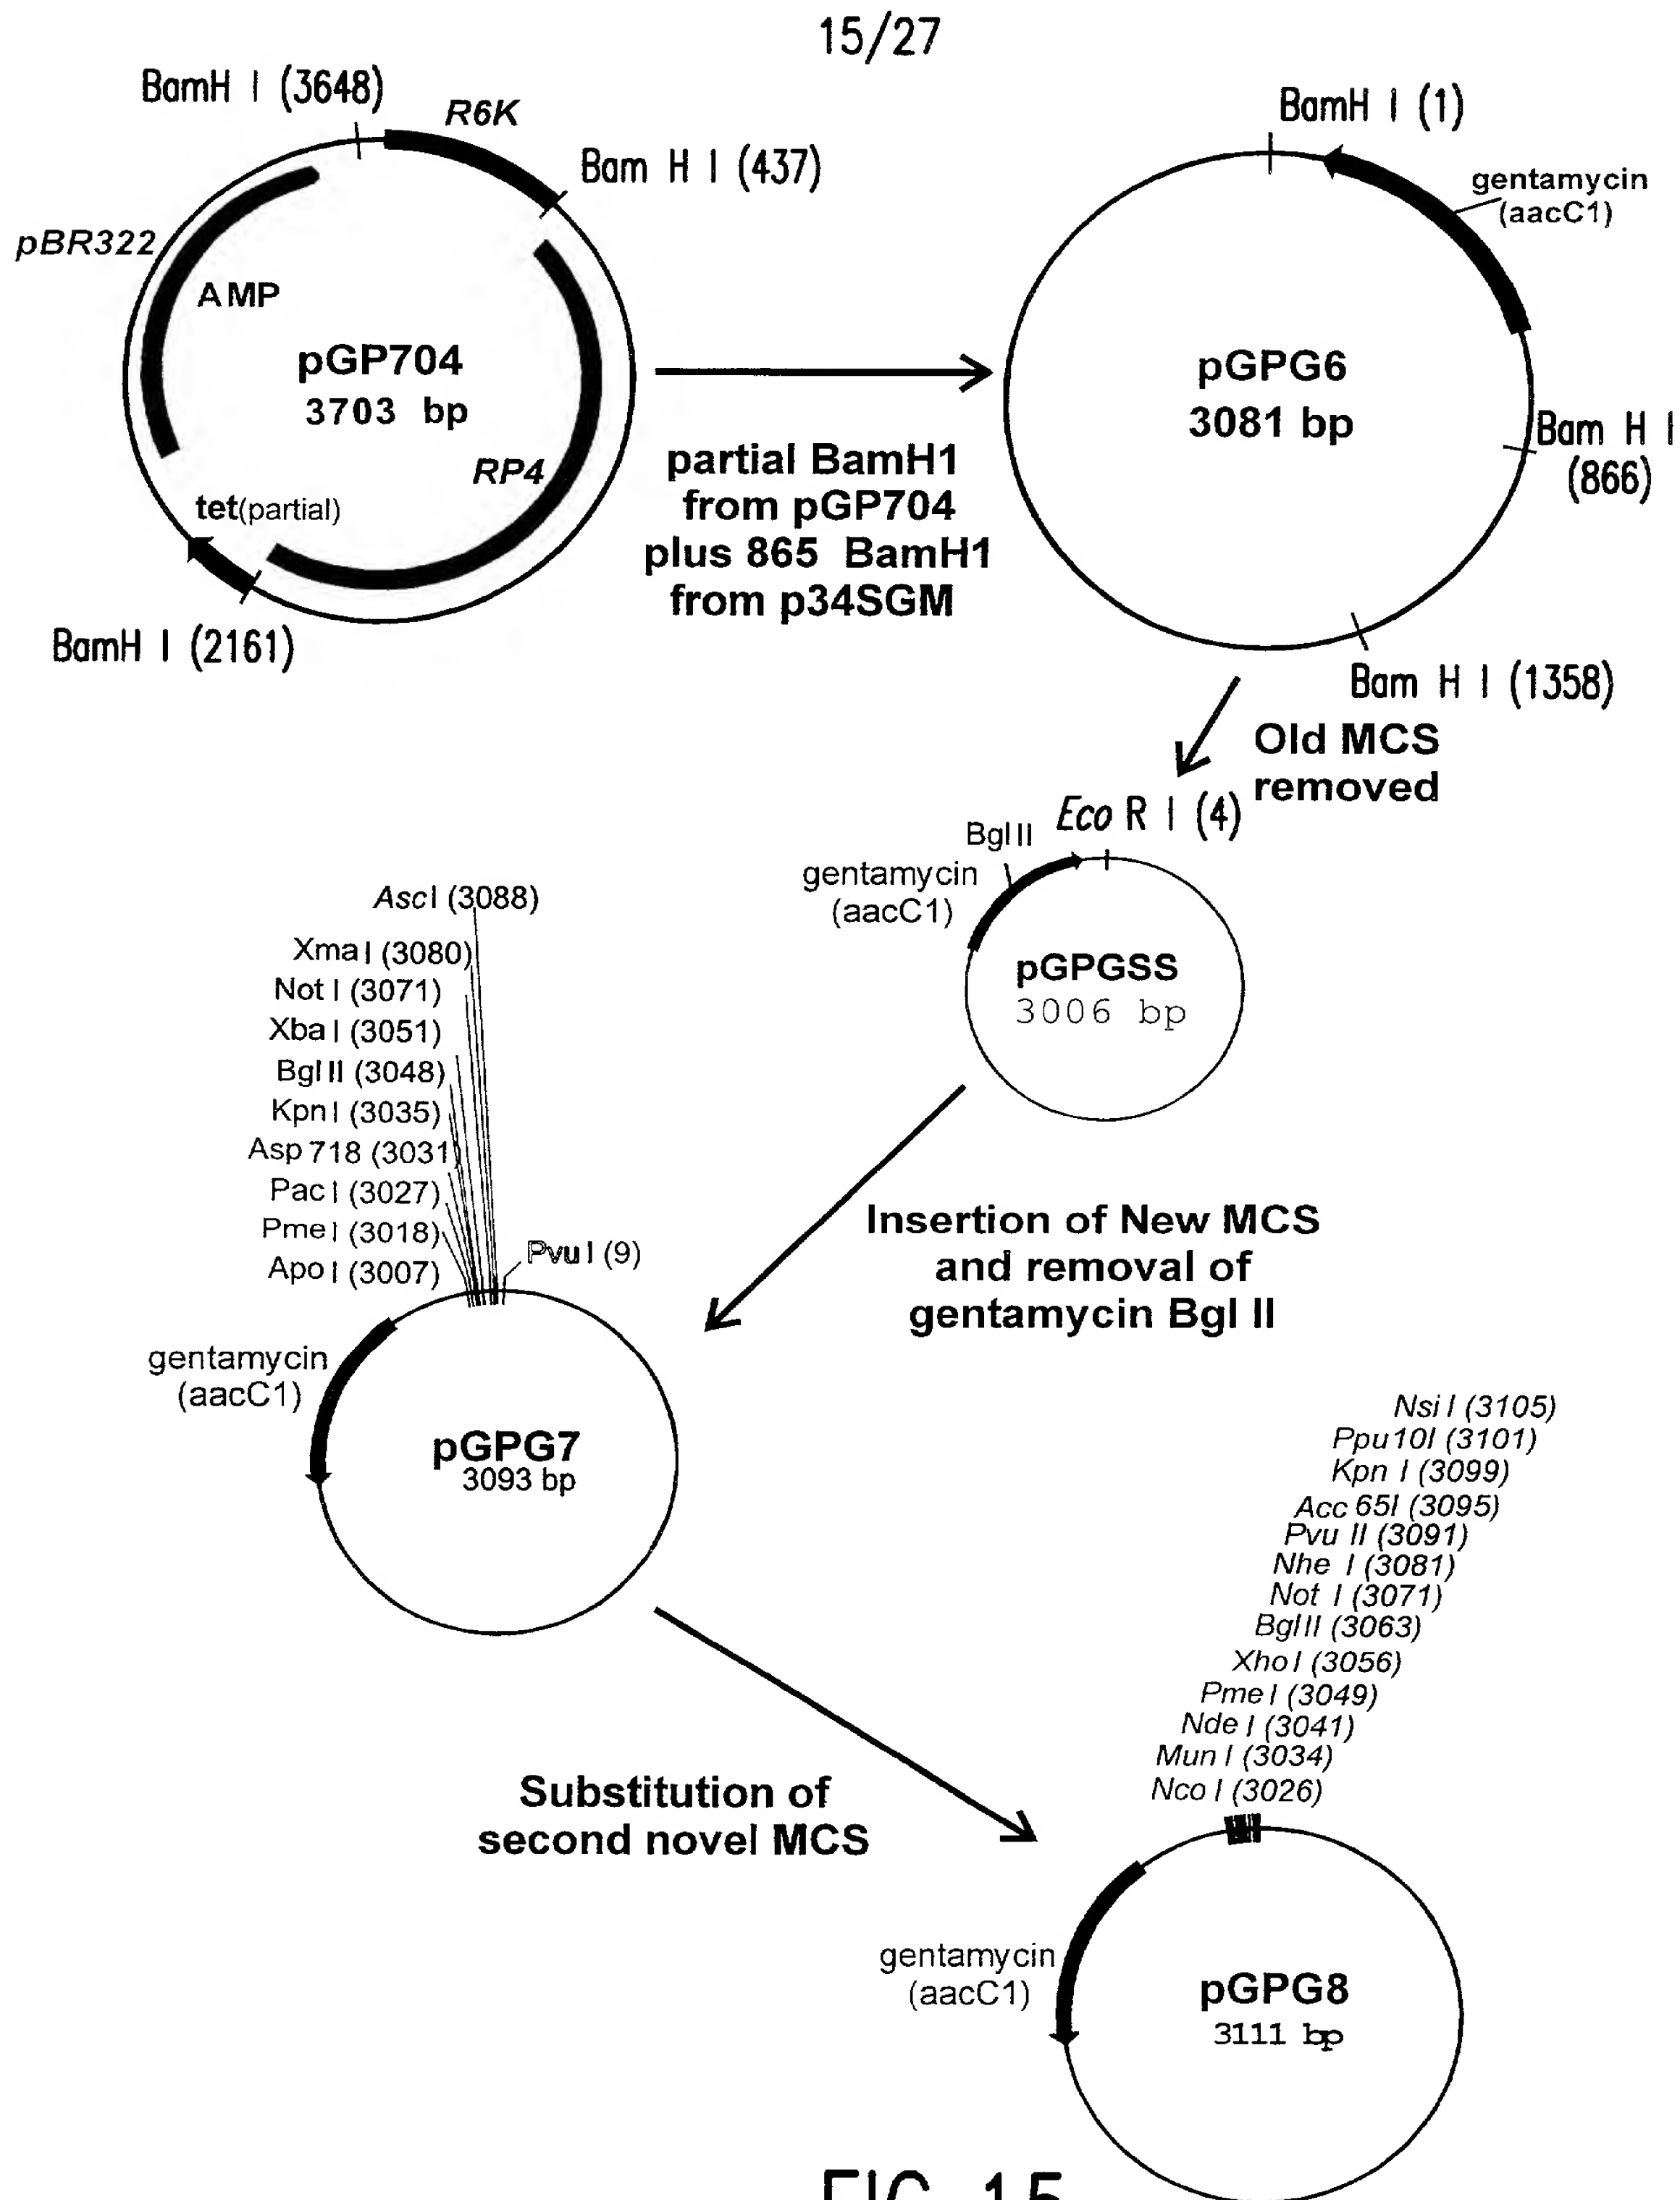 15/27
BamH I (3648)
R6K
Bam H I (437)
pBR322
AMP
pGP704
3703 bp
RP4
tet(partial)
BamH I (2161)
partial BamH1
from pGP704
plus 865 BamH1
from p34SGM
BamH I (1)
gentamycin
(aacC1)
pGPG6
3081 bp
Bam H I
(866)
Bam H I (1358)
Old MCS
removed
Eco R I (4)
Bgl II
gentamycin
(aacC1)
pGPGSS
3006 bp
AscI (3088)
Xma I (3080)
Not I (3071)
Xba I (3051)
Bgl II (3048)
Kpn I (3035)
Asp 718 (3031)
Pac I (3027)
Pme I (3018)
Apo I (3007)
Pvu I (9)
gentamycin
(aacC1)
pGPG7
3093 bp
Insertion of New MCS
and removal of
gentamycin Bgl II
Substitution of
second novel MCS
Nsi I (3105)
Ppu10I (3101)
Kpn I (3099)
Acc 65I (3095)
Pvu II (3091)
Nhe I (3081)
Not I (3071)
BglII (3063)
Xho I (3056)
Pme I (3049)
Nde I (3041)
Mun I (3034)
Nco I (3026)
gentamycin
(aacC1)
pGPG8
3111 bp
FIG. 15